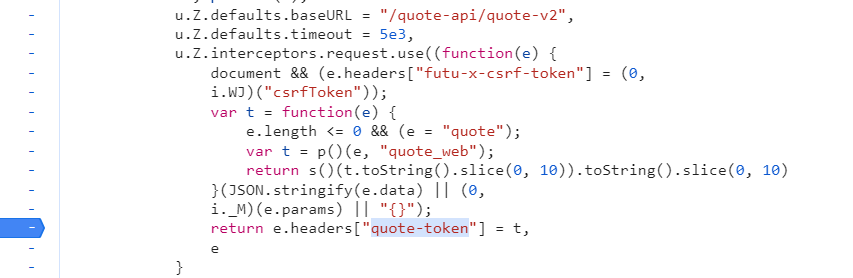 u.Z.defaults.baseURL = "/quote-api/quote-v2",
u.Z.defaults.timeout = 5e3,
u.Z.interceptors.request.use((function(e) {
document && (e.headers["futu-x-csrf-token"] = (0,
i.WJ)("csrfToken"));
var t = function(e) {
e.length <= 0 && (e = "quote");
var t = p()(e, "quote_web");
return s()(t.toString().slice(0, 10)).toString().slice(0, 10)
}(JSON.stringify(e.data) || (0,
i._M)(e.params) || "{}");
return e.headers["quote-token"] = t,
e
}